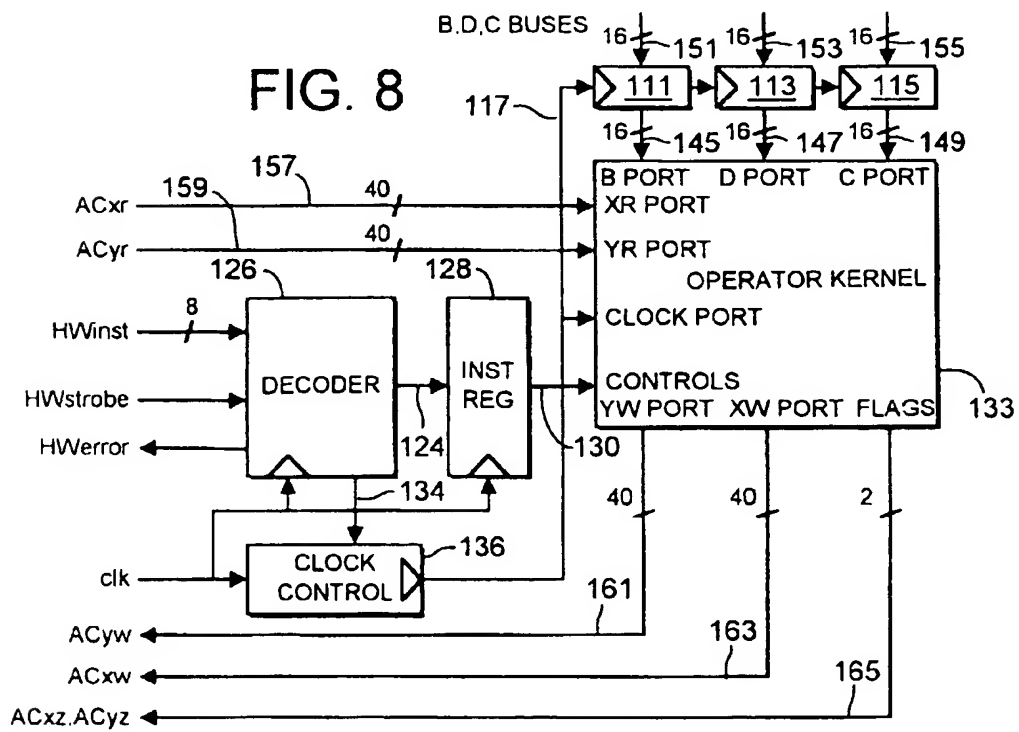 B,D,C BUSES
16 151 16 153 16 155
FIG. 8
111 113 115
117
16 145 16 147 16 149
B PORT D PORT C PORT
157 40 XR PORT
ACxr
159 40 YR PORT
ACyr
126 128 OPERATOR KERNEL
HWinst 8 CLOCK PORT
DECODER INST REG
HWstrobe CONTROLS
YW PORT XW PORT FLAGS 133
HWerror 124 130
134
40 40 2
clk CLOCK CONTROL 136
161
ACyw
163
ACxw
165
ACxz,ACyz